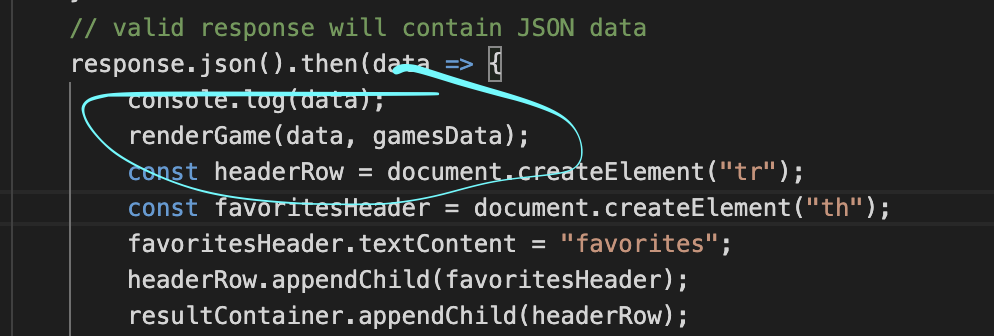 // valid response will contain JSON data
response.json().then(data => {
console.log(data);
renderGame(data, gamesData);
const headerRow = document.createElement("tr");
const favoritesHeader = document.createElement("th");
favoritesHeader.textContent = "favorites";
headerRow.appendChild(favoritesHeader);
resultContainer.appendChild(headerRow);